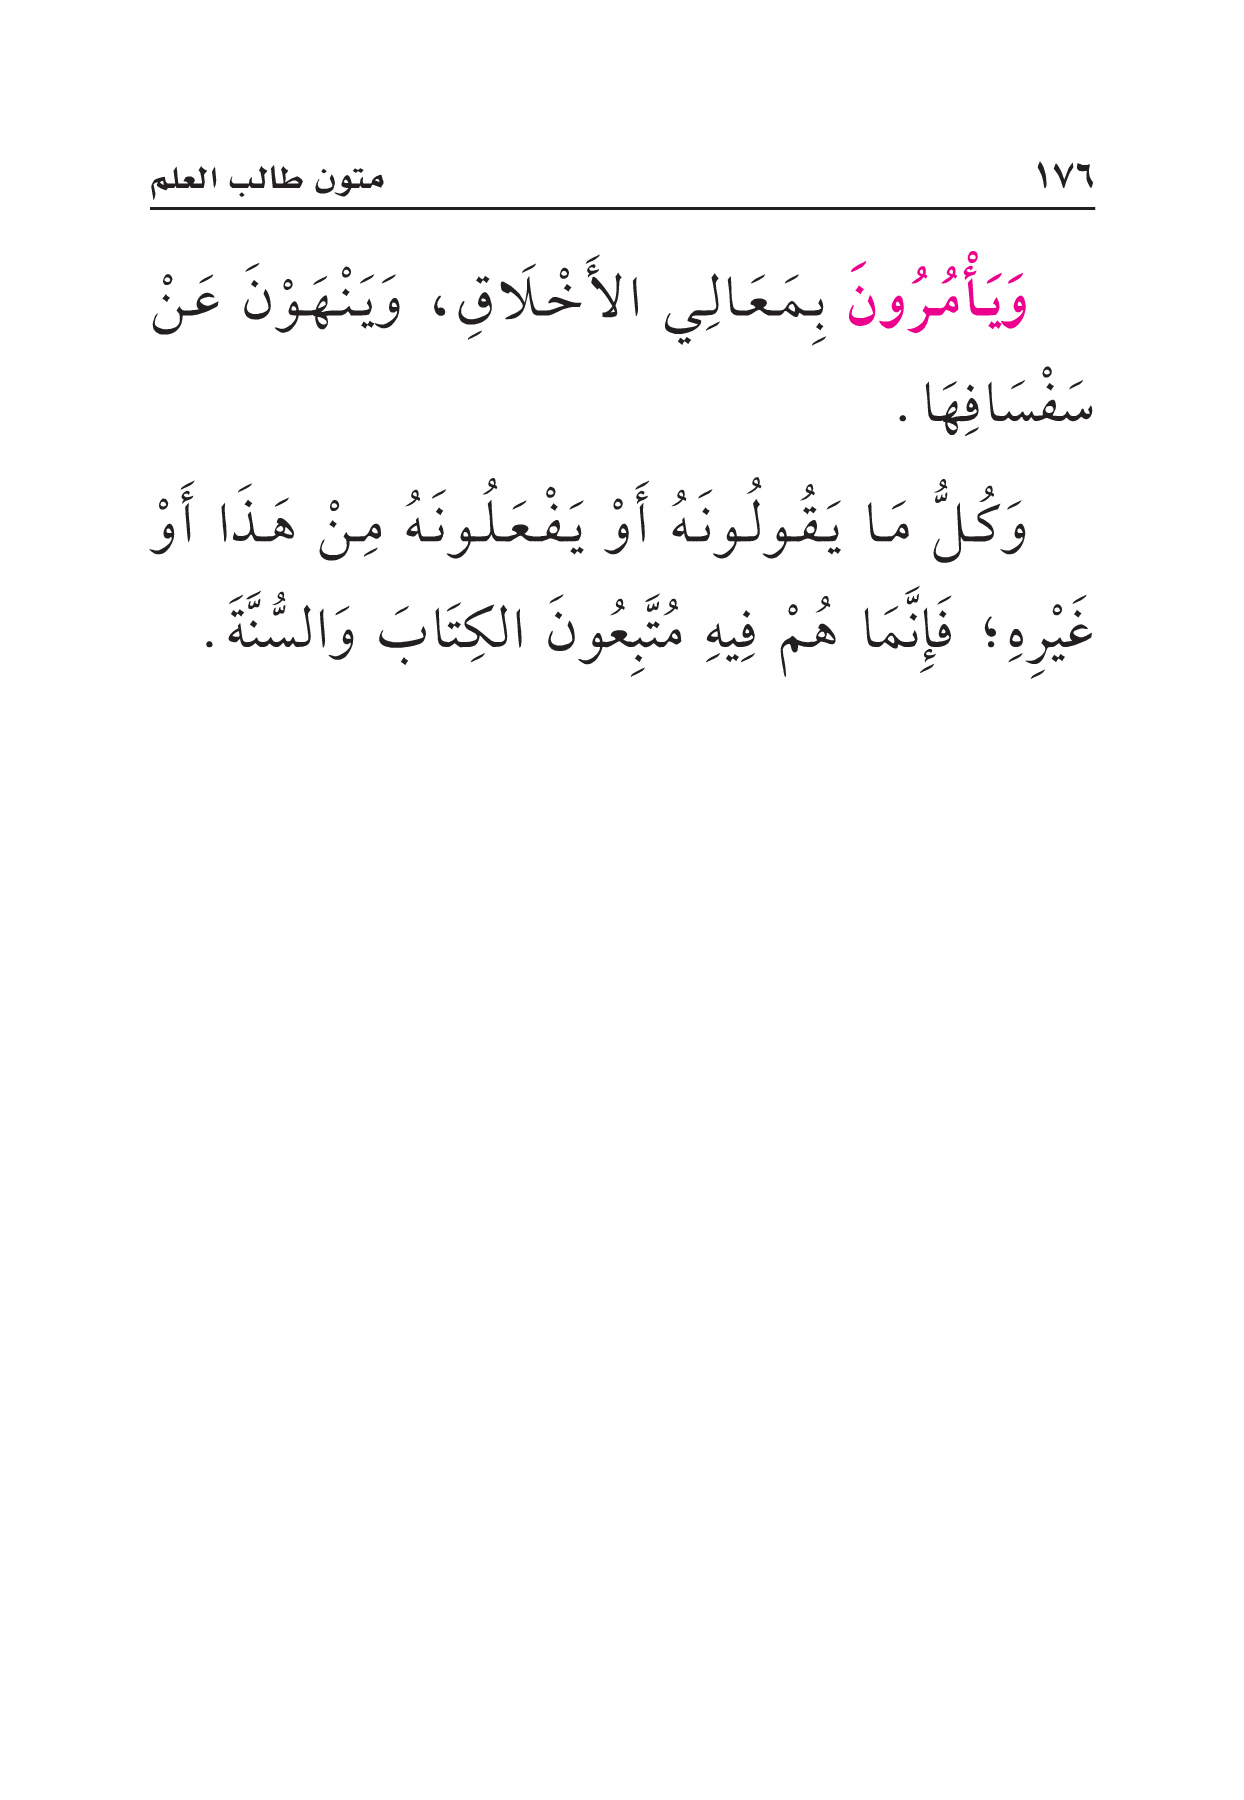 ١٧٦ متون طالب العلم
وَيَأْمُرُونَ بِمَعَالِي الأَخْلَاقِ، وَيَنْهَوْنَ عَنْ
سَفْسَافِهَا .
وَكُلُّ مَا يَقُولُونَهُ أَوْ يَفْعَلُونَهُ مِنْ هَذَا أَوْ
غَيْرِهِ؛ فَإِنَّمَا هُمْ فِيهِ مُتَّبِعُونَ الكِتَابَ وَالسُّنَّةَ .